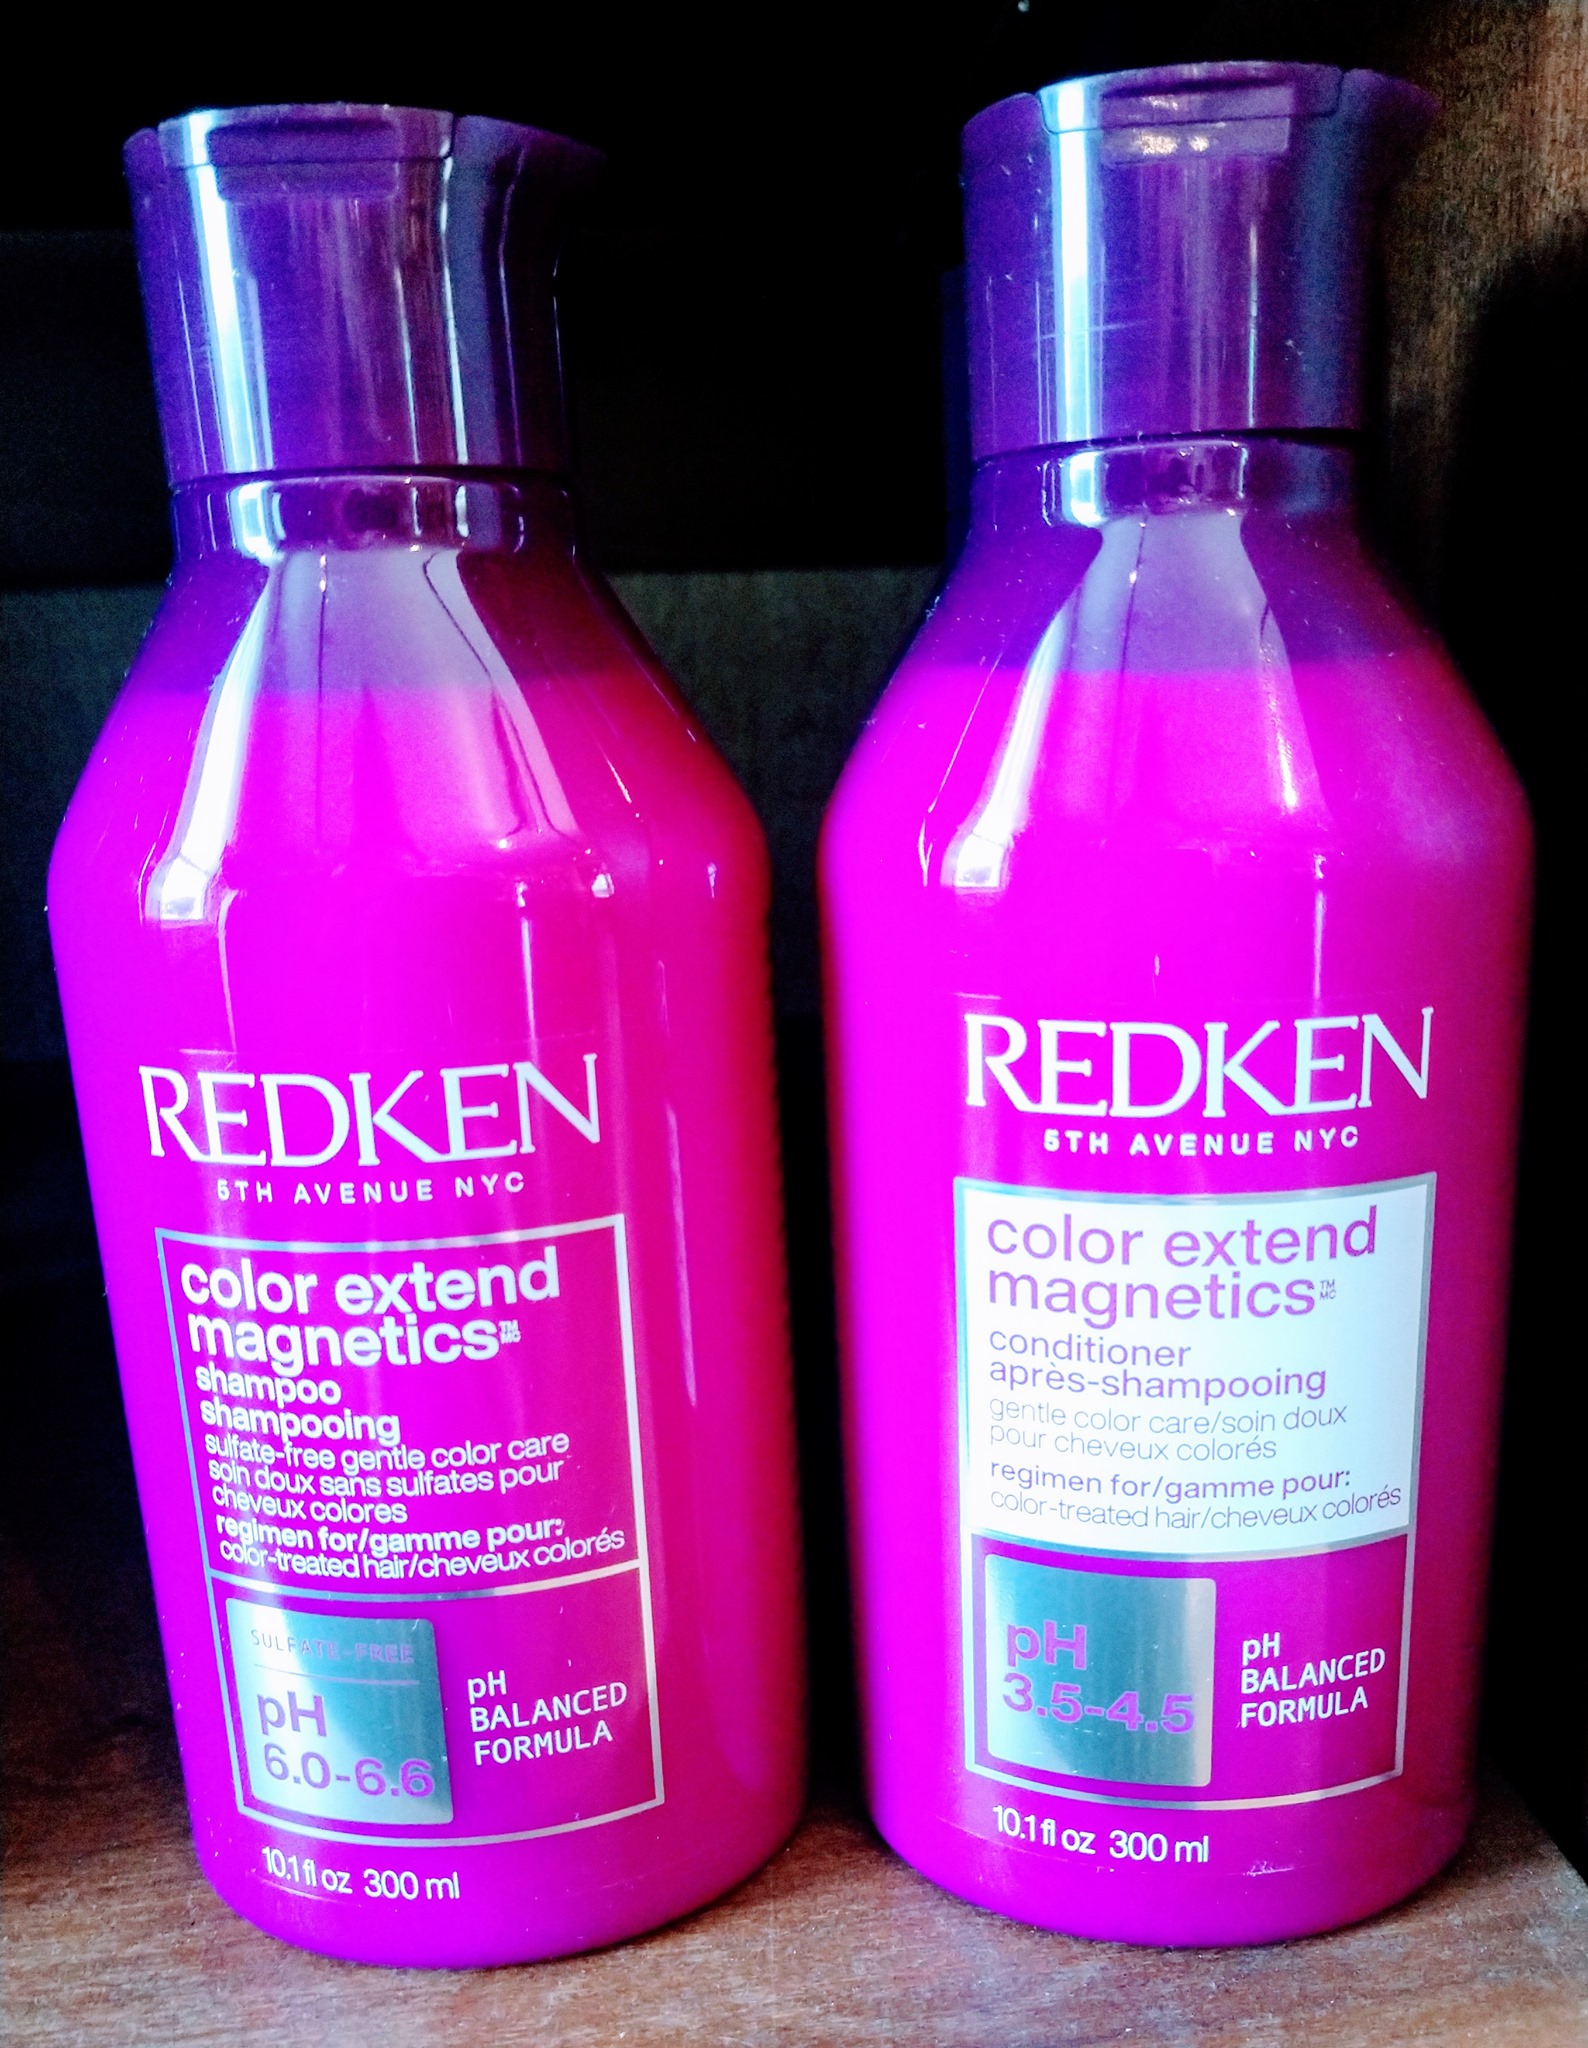 REDKEN
5TH AVENUE NYC
color extend
magnetics™ MC
shampoo
shampooing
sulfate-free gentle color care
soin doux sans sulfates pour
cheveux colores
regimen for/gamme pour:
color-treated hair/cheveux colorés
SULFATE-FREE
pH
6.0-6.6
pH
BALANCED
FORMULA
10.1 fl oz 300 ml
REDKEN
5TH AVENUE NYC
color extend
magnetics™ MC
conditioner
après-shampooing
gentle color care/soin doux
pour cheveux colorés
regimen for/gamme pour:
color-treated hair/cheveux colorés
pH
3.5-4.5
pH
BALANCED
FORMULA
10.1 fl oz 300 ml